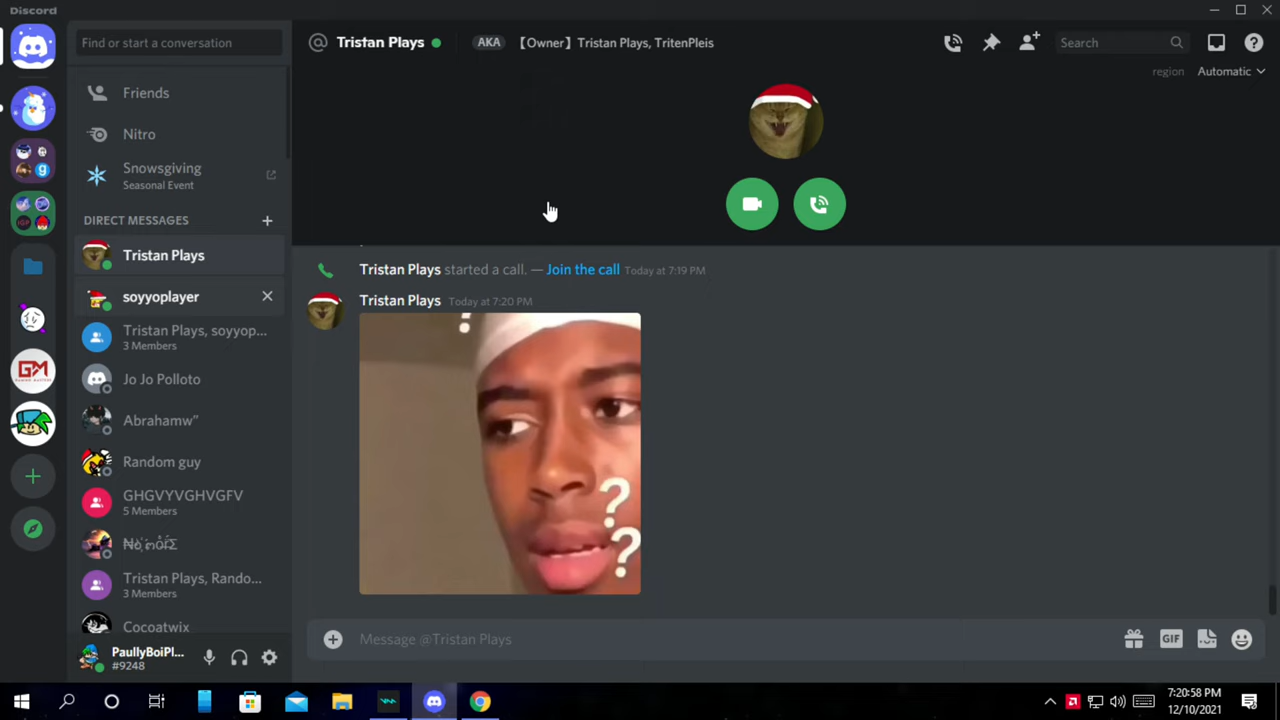 Discord
Find or start a conversation
Tristan Plays
AKA
【Owner】Tristan Plays, TritenPleis
Search
region
Automatic
Friends
Nitro
Snowsgiving
Seasonal Event
DIRECT MESSAGES
Tristan Plays
soyyoplayer
Tristan Plays, soyyop...
3 Members
Jo Jo Polloto
Abrahamw"
Random guy
GHGVYVGHVGFV
5 Members
Tristan Plays, Rando...
3 Members
Cocoatwix
PaullyBoiPl...
#9248
GM
IGP
g
Tristan Plays started a call. — Join the call Today at 7:19 PM
Tristan Plays Today at 7:20 PM
?
?
?
Message @Tristan Plays
GIF
7:20:58 PM
12/10/2021